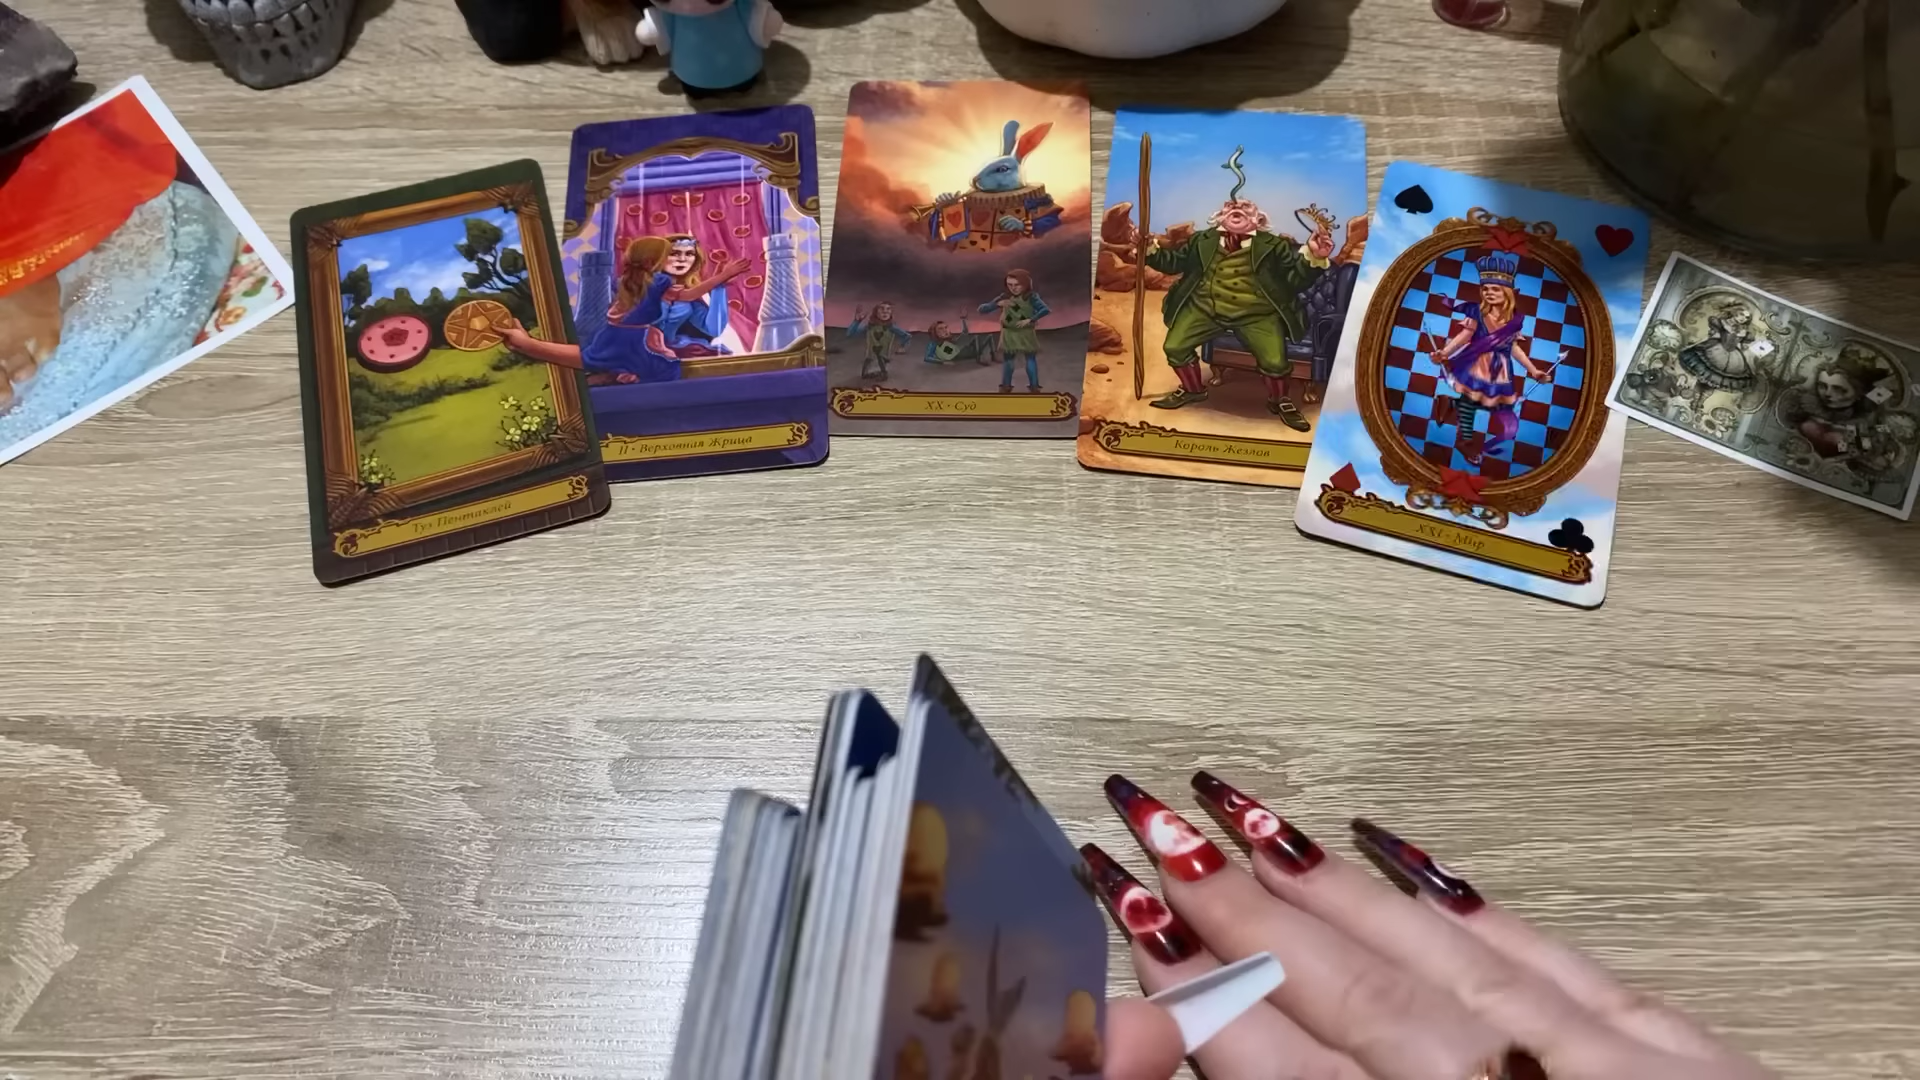 Туз Пентаклей
II • Верховная Жрица
XX • Суд
Король Жезлов
XXI • Мир